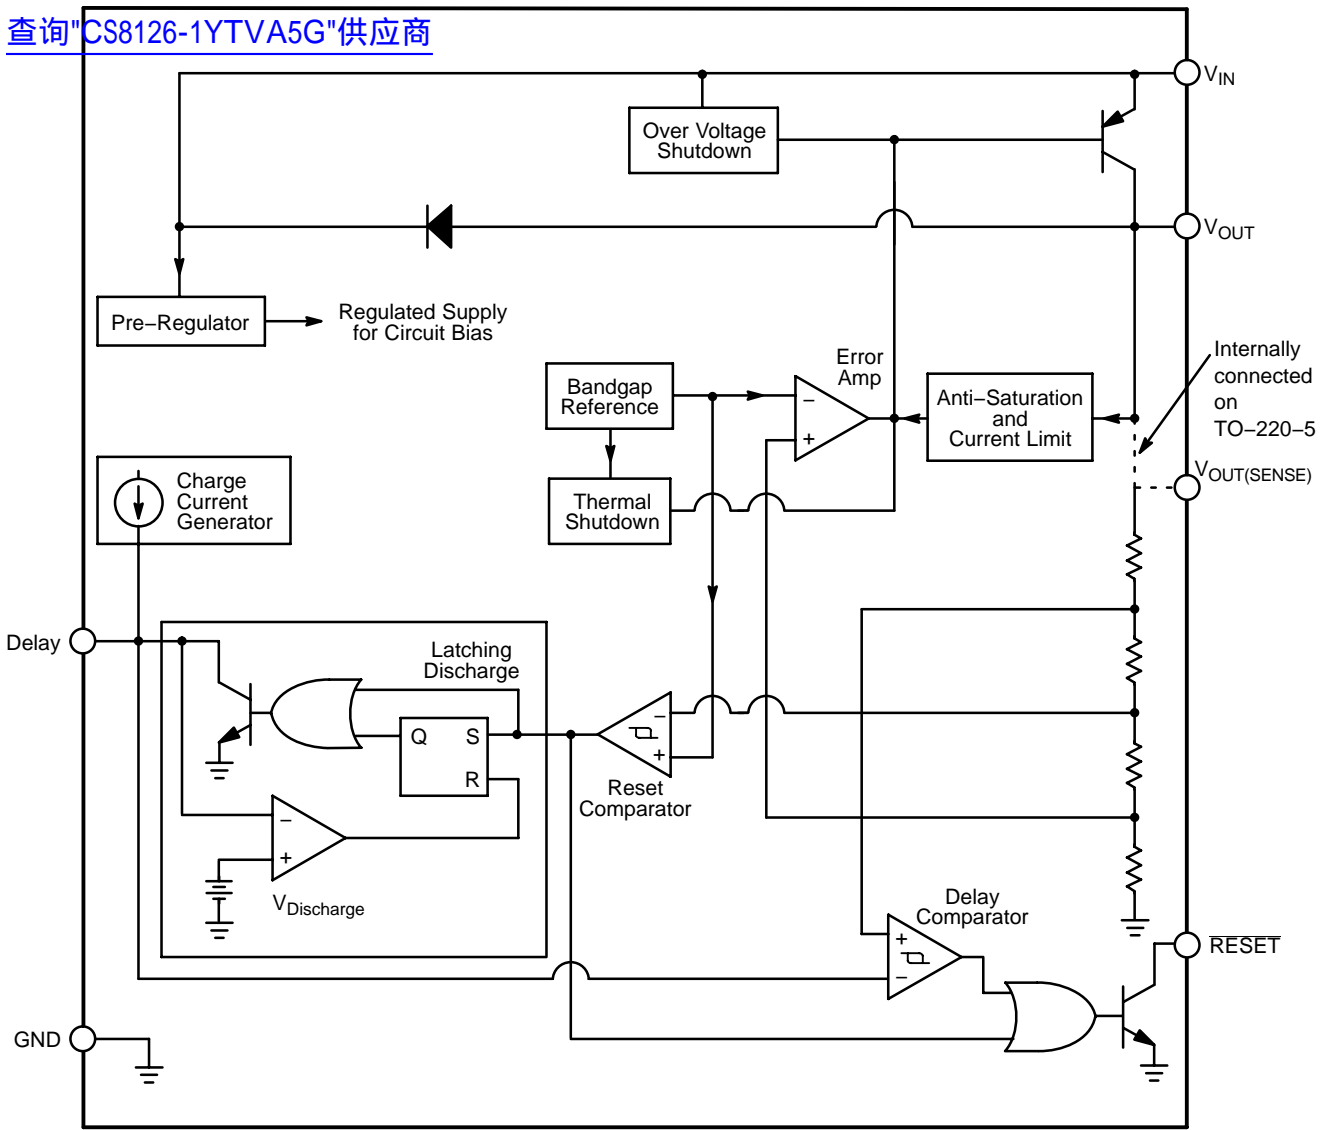 查询"CS8126-1YTVA5G"供应商
VIN
Over Voltage
Shutdown
VOUT
Pre–Regulator
Regulated Supply
for Circuit Bias
Internally
connected
on
TO–220–5
Error
Amp
Bandgap
Reference
–
+
Anti–Saturation
and
Current Limit
VOUT(SENSE)
Charge
Current
Generator
Thermal
Shutdown
Delay
Latching
Discharge
Q
S
R
–
+
Reset
Comparator
–
+
VDischarge
Delay
Comparator
+
–
RESET
GND